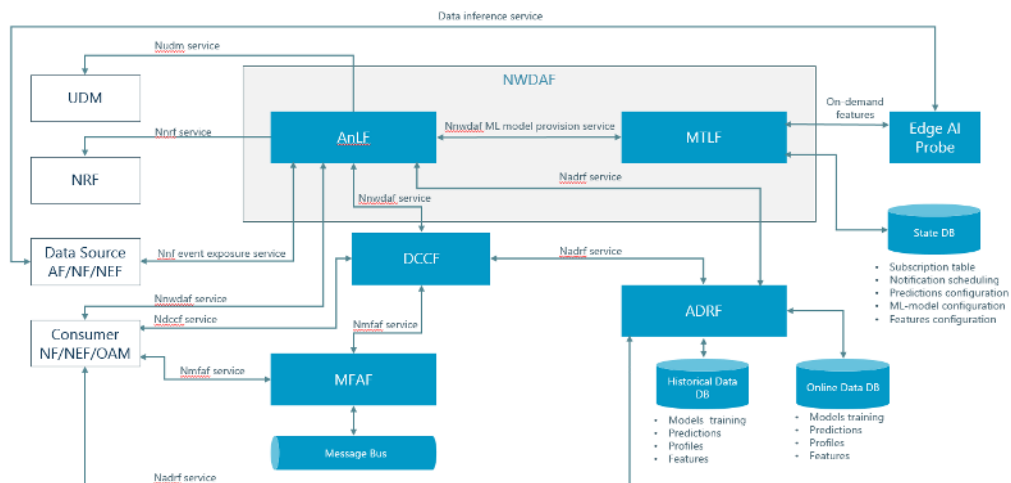 Data inference service
Nudm service
NWDAF
UDM
On-demand
features
Nnrf service
AnLF
Nnwdaf ML model provision service
MTLF
Edge AI
Probe
NRF
Nadrf service
Nnwdaf service
State DB
Data Source
AF/NF/NEF
Nnf event exposure service
DCCF
Nadrf service
• Subscription table
• Notification scheduling
• Predictions configuration
• ML-model configuration
• Features configuration
Nnwdaf service
Ndccf service
Consumer
NF/NEF/OAM
Nmfaf service
ADRF
Nmfaf service
MFAF
Historical Data
DB
Online Data DB
• Models training
• Predictions
• Profiles
• Features
• Models training
• Predictions
• Profiles
• Features
Message Bus
Nadrf service